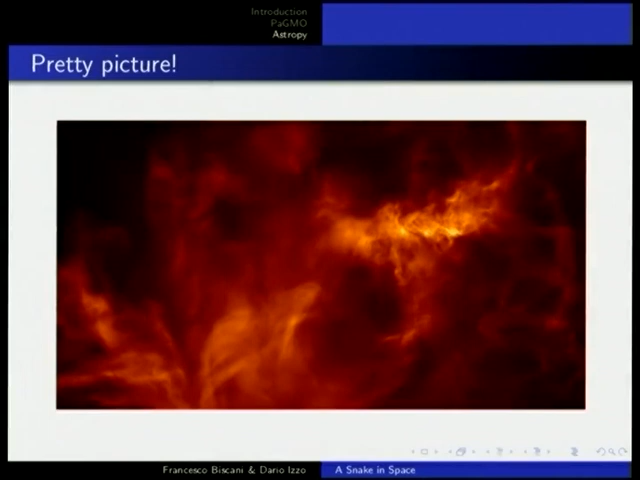 Introduction
PaGMO
Astropy
Pretty picture!
Francesco Biscani & Dario Izzo
A Snake in Space